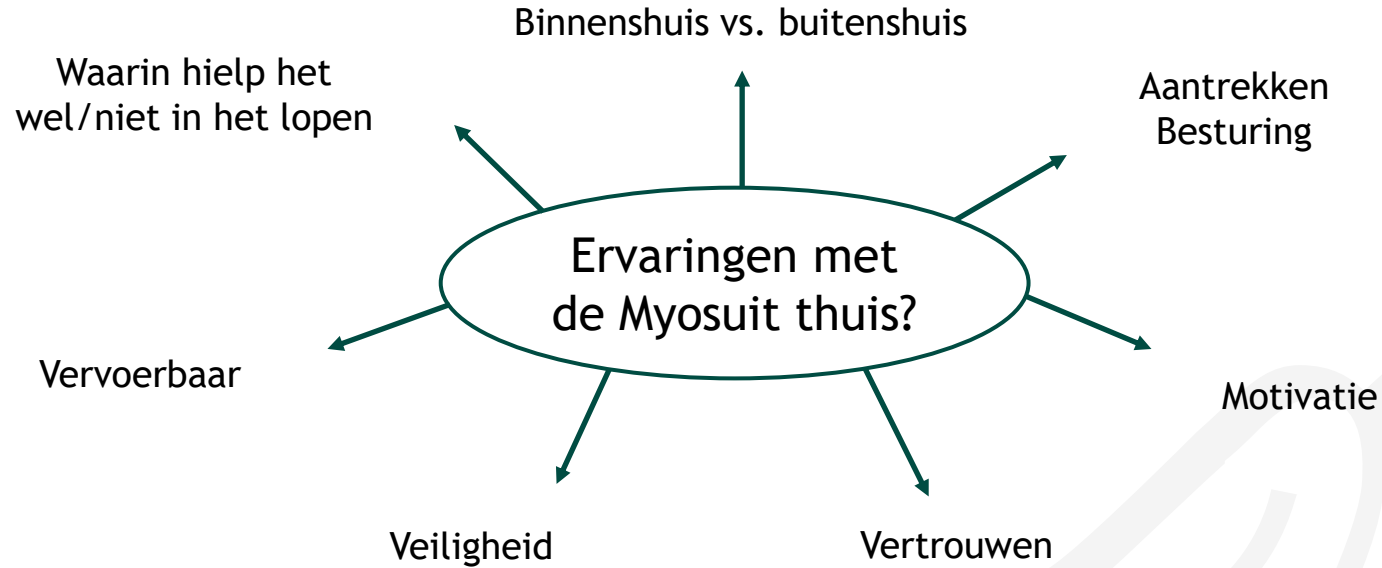 Binnenshuis vs. buitenshuis
Waarin hielp het
wel/niet in het lopen
Aantrekken
Besturing
Ervaringen met
de Myosuit thuis?
Vervoerbaar
Motivatie
Veiligheid
Vertrouwen